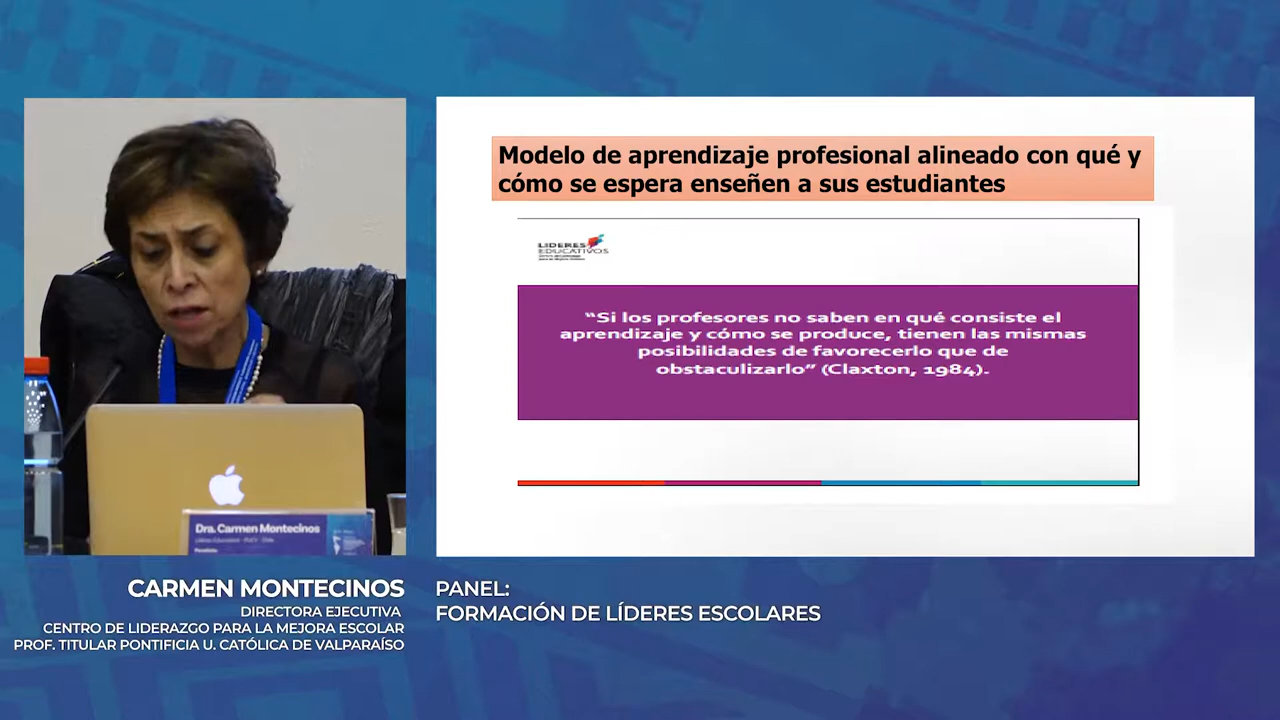 Modelo de aprendizaje profesional alineado con qué y
cómo se espera enseñen a sus estudiantes
LIDERES
EDUCATIVOS
“Si los profesores no saben en qué consiste el
aprendizaje y cómo se produce, tienen las mismas
posibilidades de favorecerlo que de
obstaculizarlo” (Claxton, 1984).
Dra. Carmen Montecinos
CARMEN MONTECINOS
DIRECTORA EJECUTIVA
CENTRO DE LIDERAZGO PARA LA MEJORA ESCOLAR
PROF. TITULAR PONTIFICIA U. CATÓLICA DE VALPARAÍSO
PANEL:
FORMACIÓN DE LÍDERES ESCOLARES